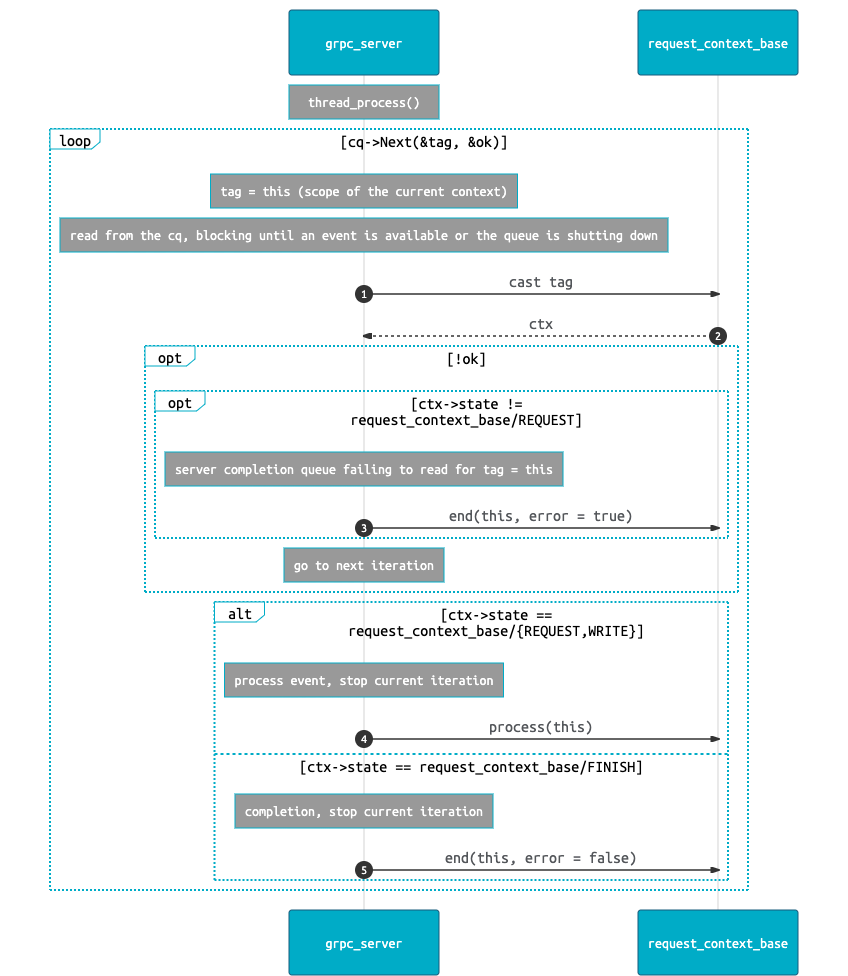 grpc_server
request_context_base
thread_process()
loop
[cq->Next(&tag, &ok)]
tag = this (scope of the current context)
read from the cq, blocking until an event is available or the queue is shutting down
cast tag
1
ctx
2
opt
[!ok]
opt
[ctx->state !=
request_context_base/REQUEST]
server completion queue failing to read for tag = this
end(this, error = true)
3
go to next iteration
alt
[ctx->state ==
request_context_base/{REQUEST,WRITE}]
process event, stop current iteration
process(this)
4
[ctx->state == request_context_base/FINISH]
completion, stop current iteration
end(this, error = false)
5
grpc_server
request_context_base